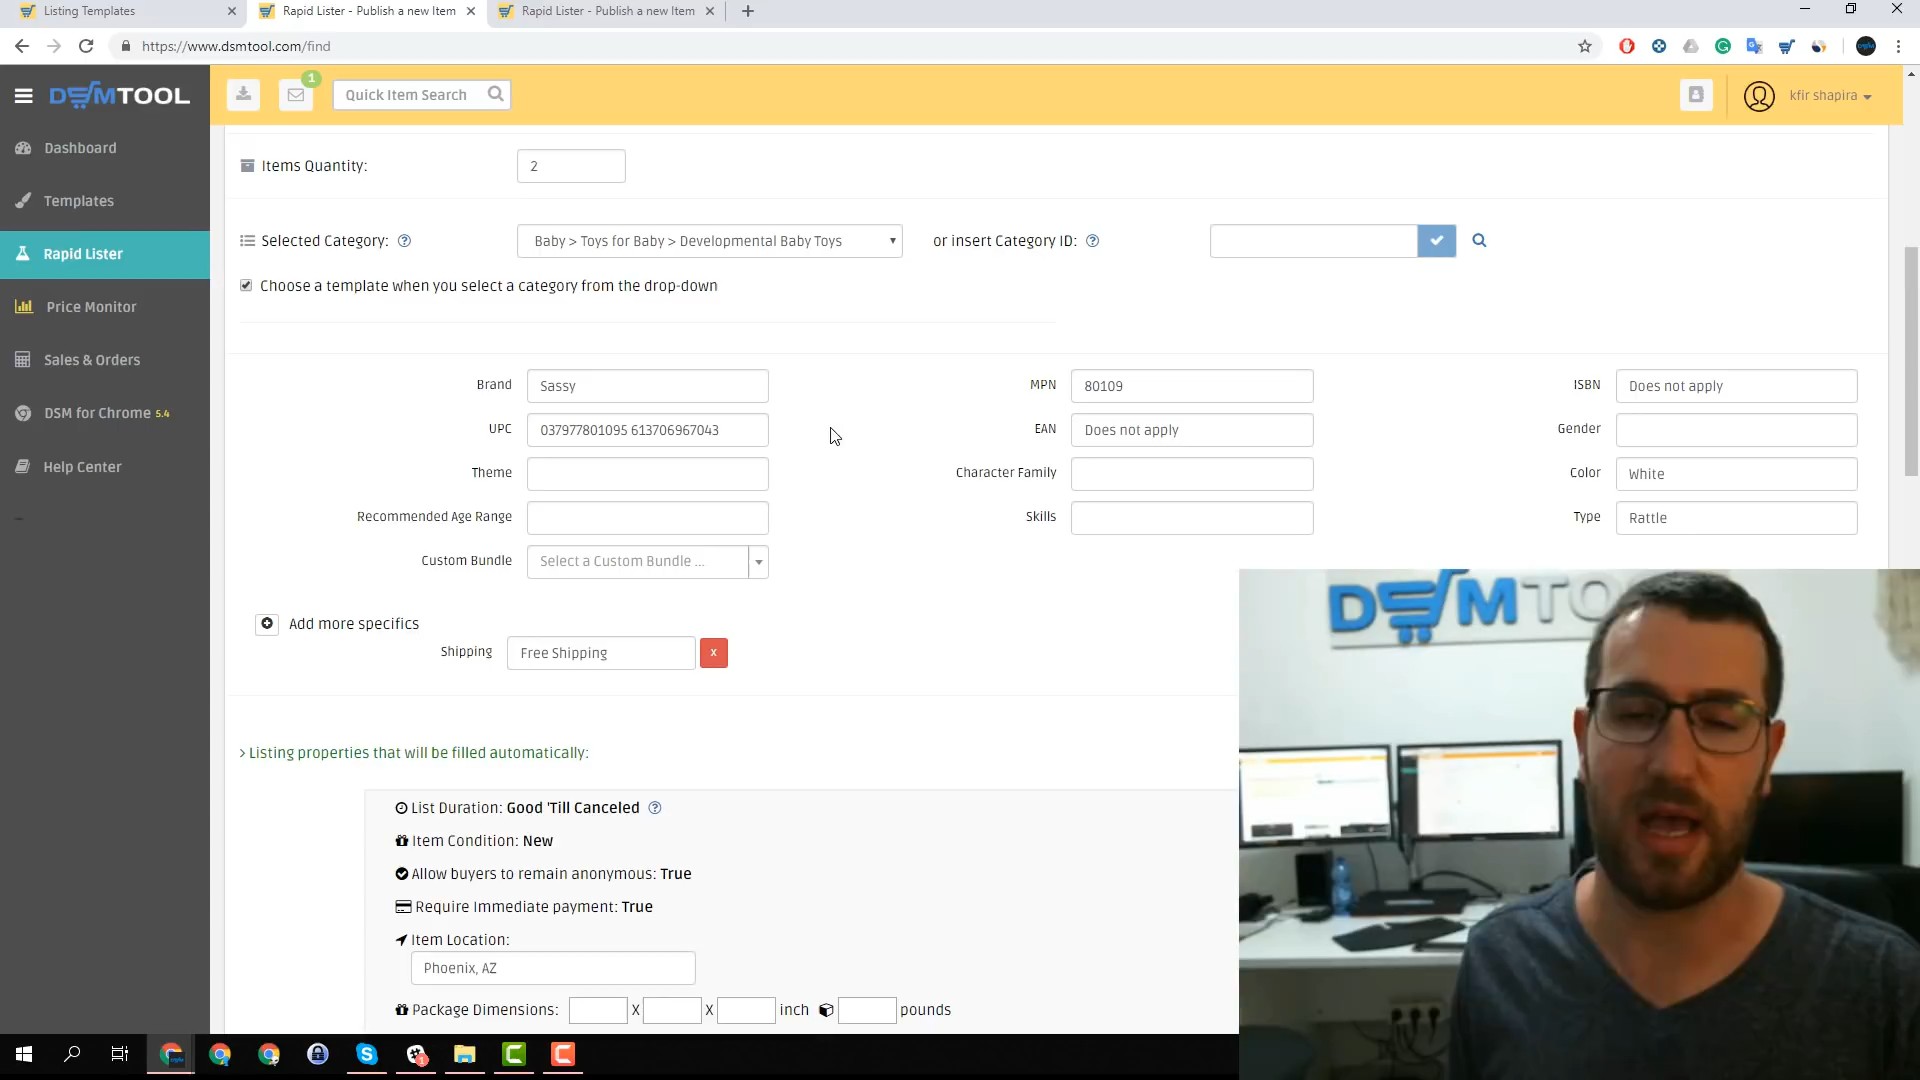 Listing Templates
Rapid Lister - Publish a new Item
Rapid Lister - Publish a new Item
https://www.dsmtool.com/find
DSMTOOL
1
Quick Item Search
kfir shapira
Dashboard
Templates
Rapid Lister
Price Monitor
Sales & Orders
DSM for Chrome 5.4
Help Center
Items Quantity: 2
Selected Category: Baby > Toys for Baby > Developmental Baby Toys or insert Category ID:
Choose a template when you select a category from the drop-down
Brand Sassy MPN 80109 ISBN Does not apply
UPC 037977801095 613706967043 EAN Does not apply Gender
Theme Character Family Color White
Recommended Age Range Skills Type Rattle
Custom Bundle Select a Custom Bundle ...
Add more specifics
Shipping Free Shipping x
> Listing properties that will be filled automatically:
List Duration: Good 'Till Canceled
Item Condition: New
Allow buyers to remain anonymous: True
Require Immediate payment: True
Item Location:
Phoenix, AZ
Package Dimensions: X X inch pounds
DSMTO